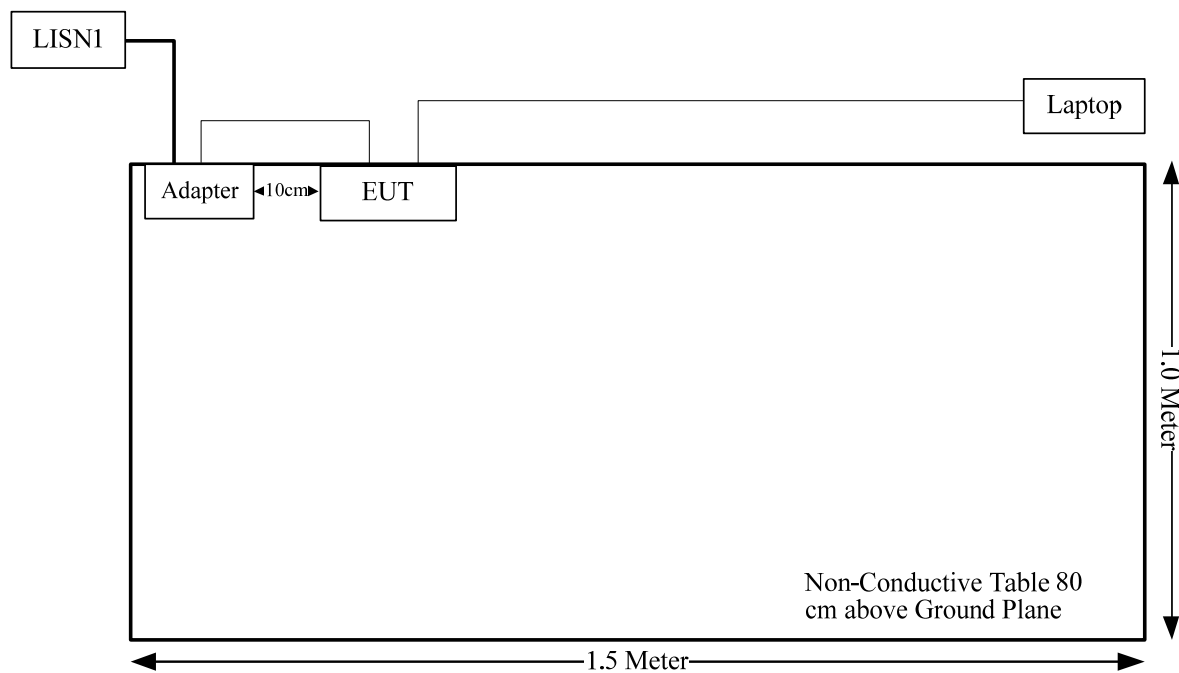 LISN1
Laptop
Adapter
10cm
EUT
1.0 Meter
Non-Conductive Table 80
cm above Ground Plane
1.5 Meter